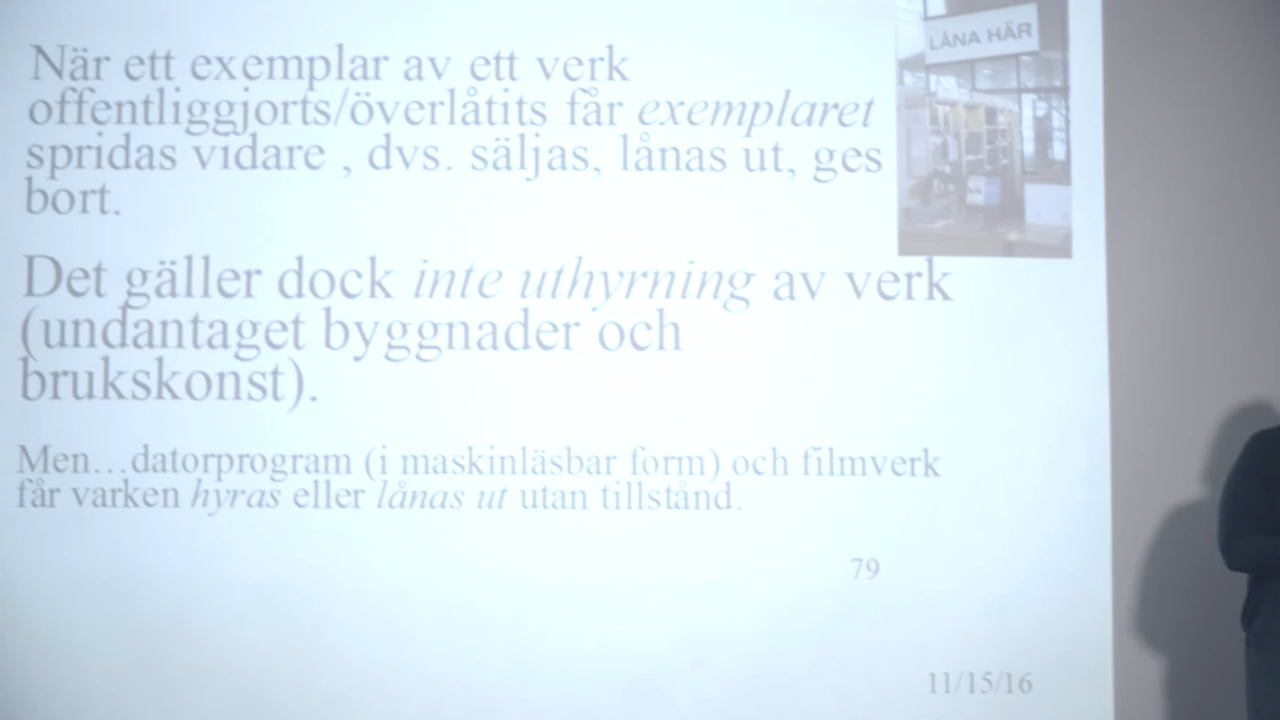 LÅNA HÄR
När ett exemplar av ett verk
offentliggjorts/överlåtits får exemplaret
spridas vidare , dvs. säljas, lånas ut, ges
bort.
Det gäller dock inte uthyrning av verk
(undantaget byggnader och
brukskonst).
Men…datorprogram (i maskinläsbar form) och filmverk
får varken hyras eller lånas ut utan tillstånd.
79
11/15/16